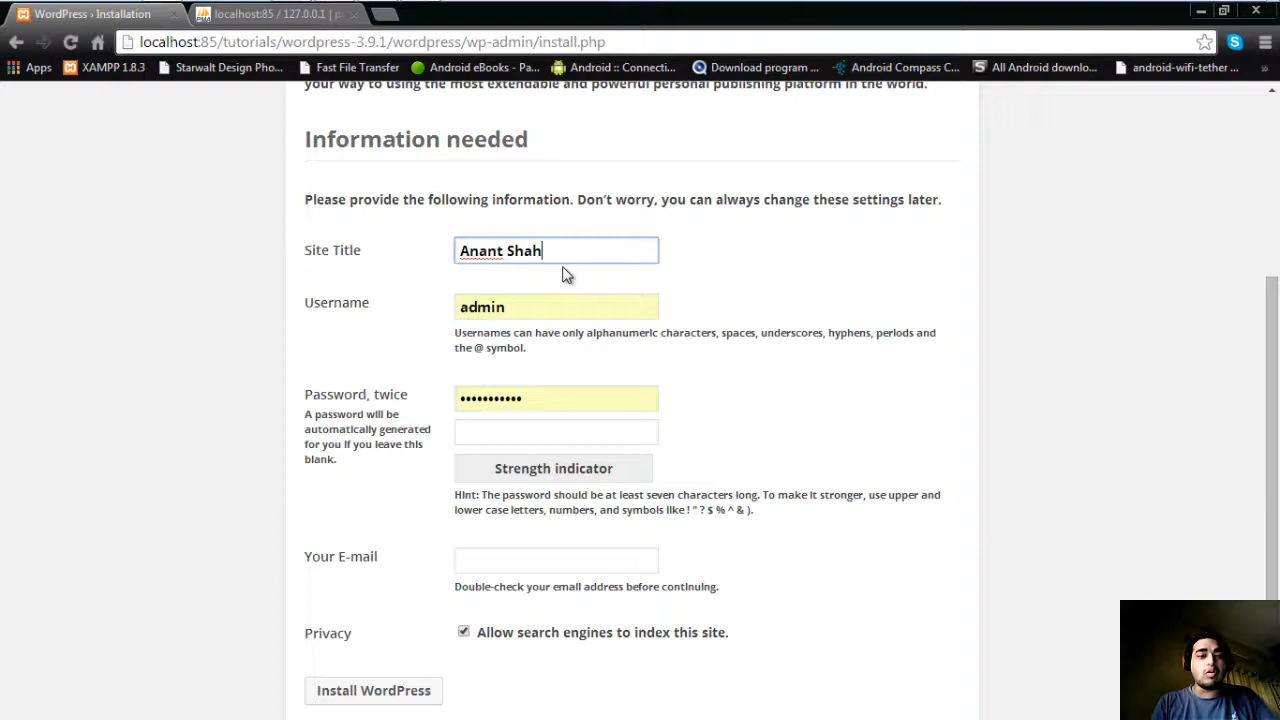 WordPress › Installation
localhost:85 / 127.0.0.1 | p
localhost:85/tutorials/wordpress-3.9.1/wordpress/wp-admin/install.php
Apps XAMPP 1.8.3 Starwalt Design Pho... Fast File Transfer Android eBooks - Pa... Android :: Connecti... Download program ... Android Compass C... All Android downlo... android-wifi-tether ... »
your way to using the most extendable and powerful personal publishing platform in the world.
Information needed
Please provide the following information. Don't worry, you can always change these settings later.
Site Title
Anant Shah
Username
admin
Usernames can have only alphanumeric characters, spaces, underscores, hyphens, periods and
the @ symbol.
Password, twice
A password will be
automatically generated
for you if you leave this
blank.
•••••••••••
Strength indicator
Hint: The password should be at least seven characters long. To make it stronger, use upper and
lower case letters, numbers, and symbols like ! " ? $ % ^ & ).
Your E-mail
Double-check your email address before continuing.
Privacy
Allow search engines to index this site.
Install WordPress